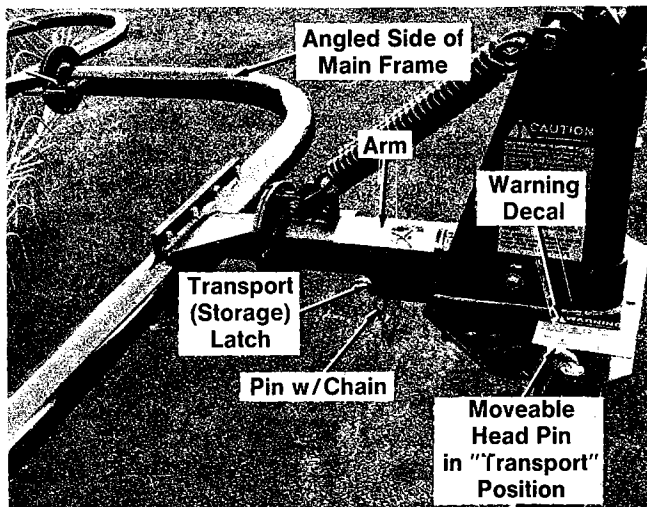 Angled Side of
Main Frame
Arm
CAUTION
Warning
Decal
Transport
(Storage)
Latch
Pin w/Chain
Moveable
Head Pin
in "Transport"
Position